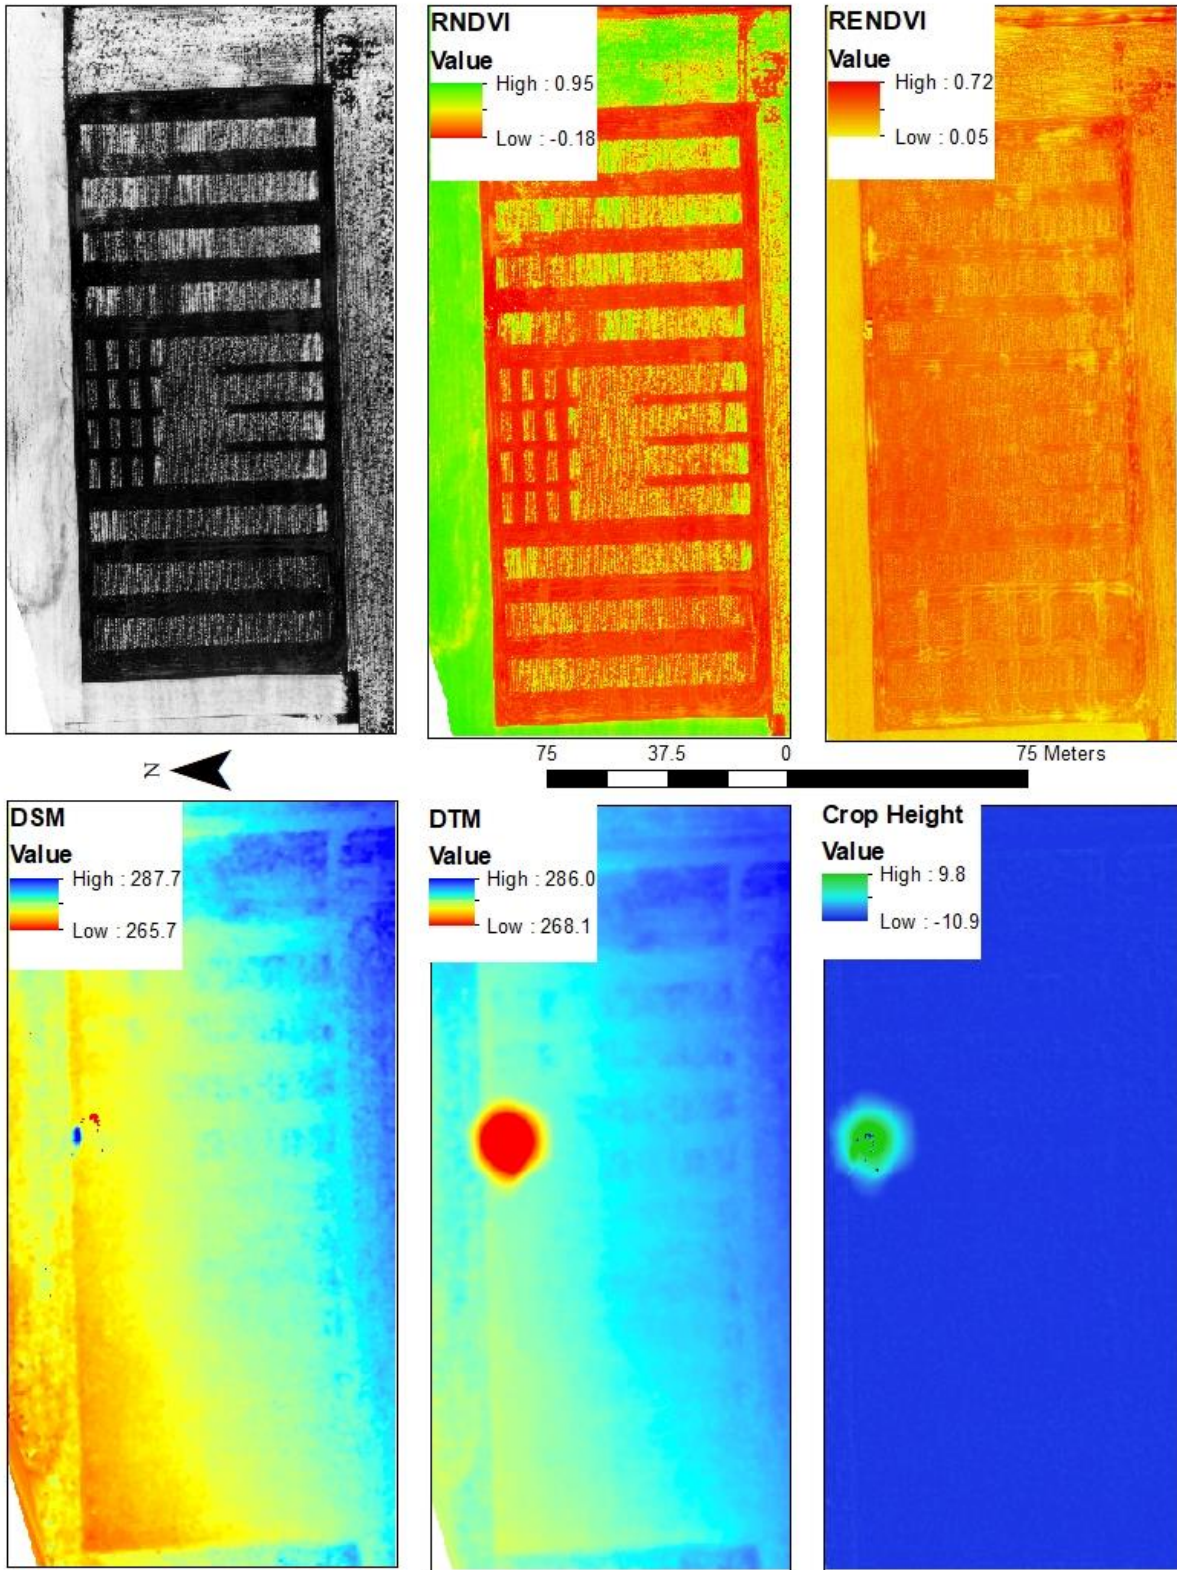 RNDVI
Value
High : 0.95
Low : -0.18
RENDVI
Value
High : 0.72
Low : 0.05
N
75 37.5 0 75 Meters
DSM
Value
High : 287.7
Low : 265.7
DTM
Value
High : 286.0
Low : 268.1
Crop Height
Value
High : 9.8
Low : -10.9